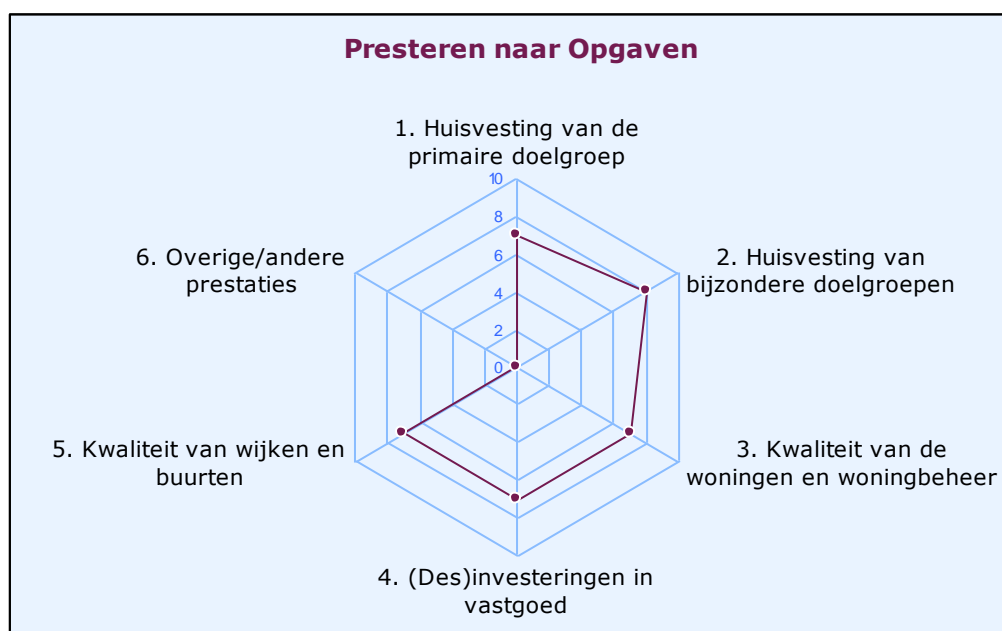 Presteren naar Opgaven
1. Huisvesting van de
primaire doelgroep
10
8
6
4
2
0
6. Overige/andere
prestaties
2. Huisvesting van
bijzondere doelgroepen
5. Kwaliteit van wijken en
buurten
3. Kwaliteit van de
woningen en woningbeheer
4. (Des)investeringen in
vastgoed